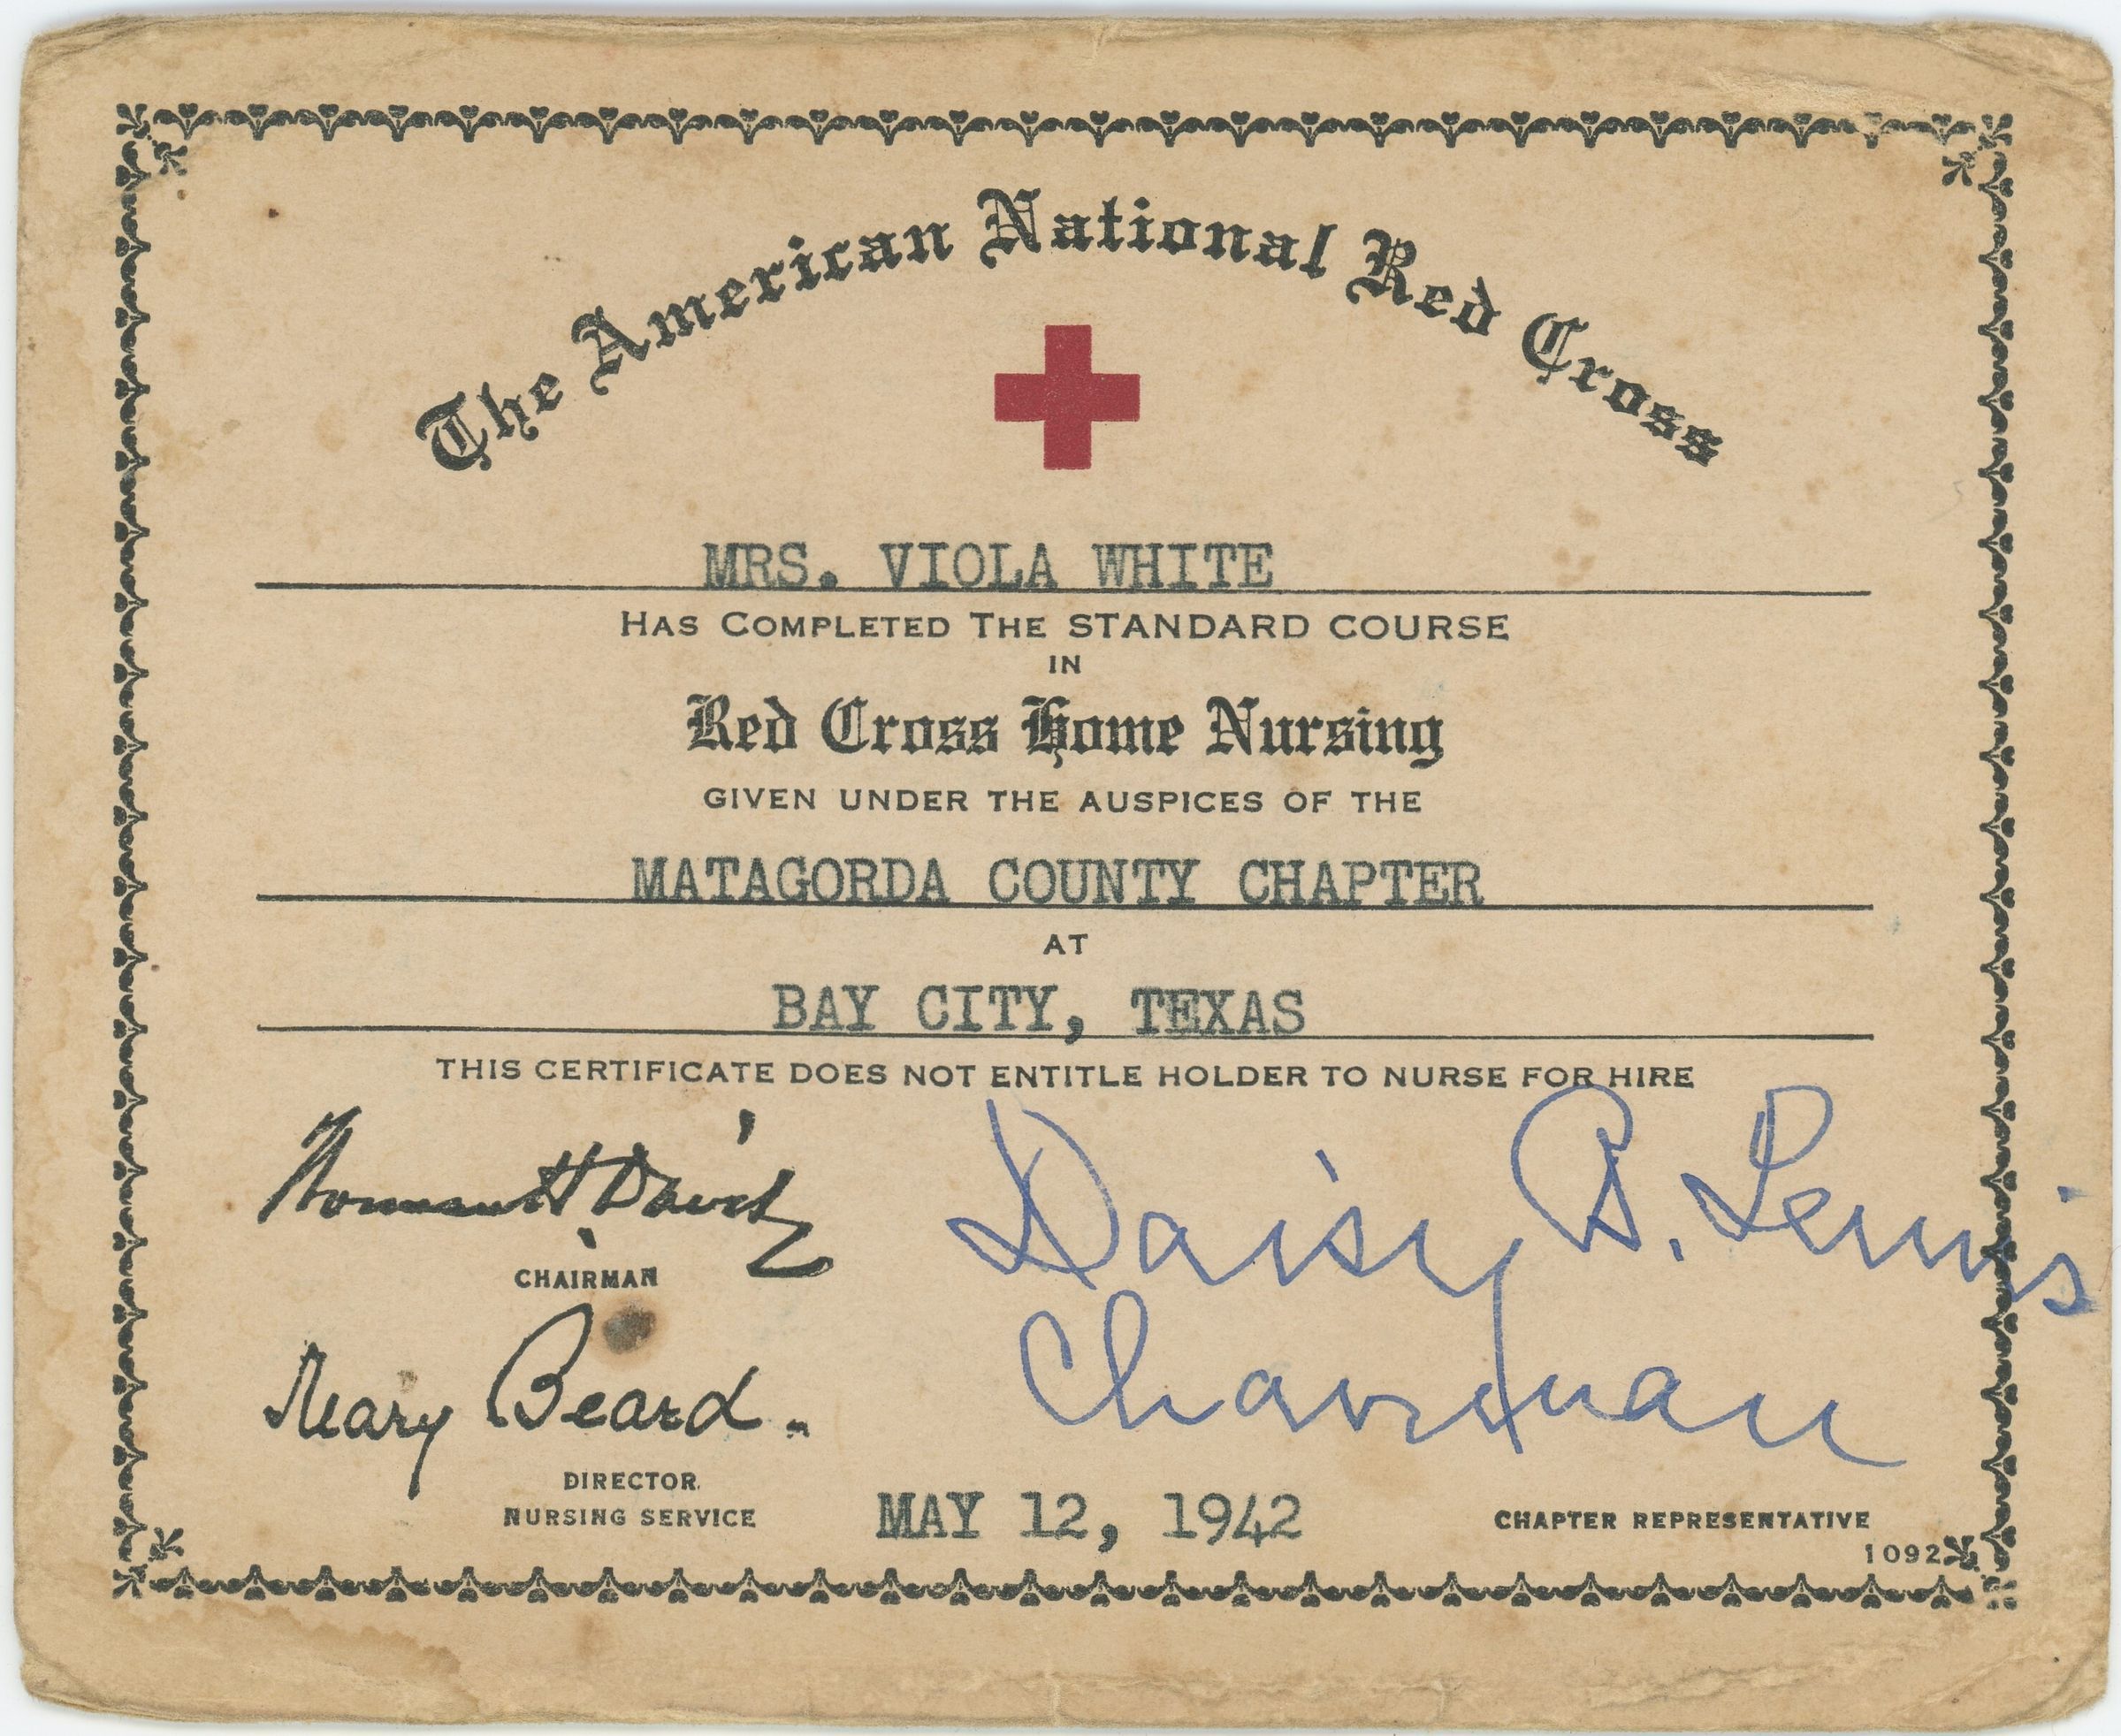 The American National Red Cross
MRS. VIOLA WHITE
HAS COMPLETED THE STANDARD COURSE
IN
Red Cross Home Nursing
GIVEN UNDER THE AUSPICES OF THE
MATAGORDA COUNTY CHAPTER
AT
BAY CITY, TEXAS
THIS CERTIFICATE DOES NOT ENTITLE HOLDER TO NURSE FOR HIRE
Norman H Davis
CHAIRMAN
Daisy B. Lewis
Chairman
Mary Beard.
DIRECTOR
NURSING SERVICE
MAY 12, 1942
CHAPTER REPRESENTATIVE
1092